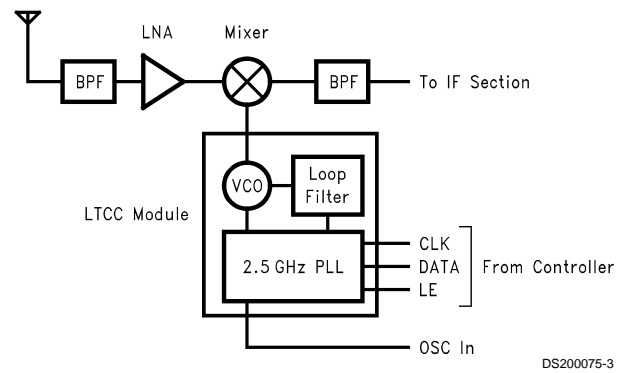 LNA
Mixer
BPF
BPF
To IF Section
VCO
Loop
Filter
LTCC Module
2.5 GHz PLL
CLK
DATA
LE
From Controller
OSC In
DS200075-3